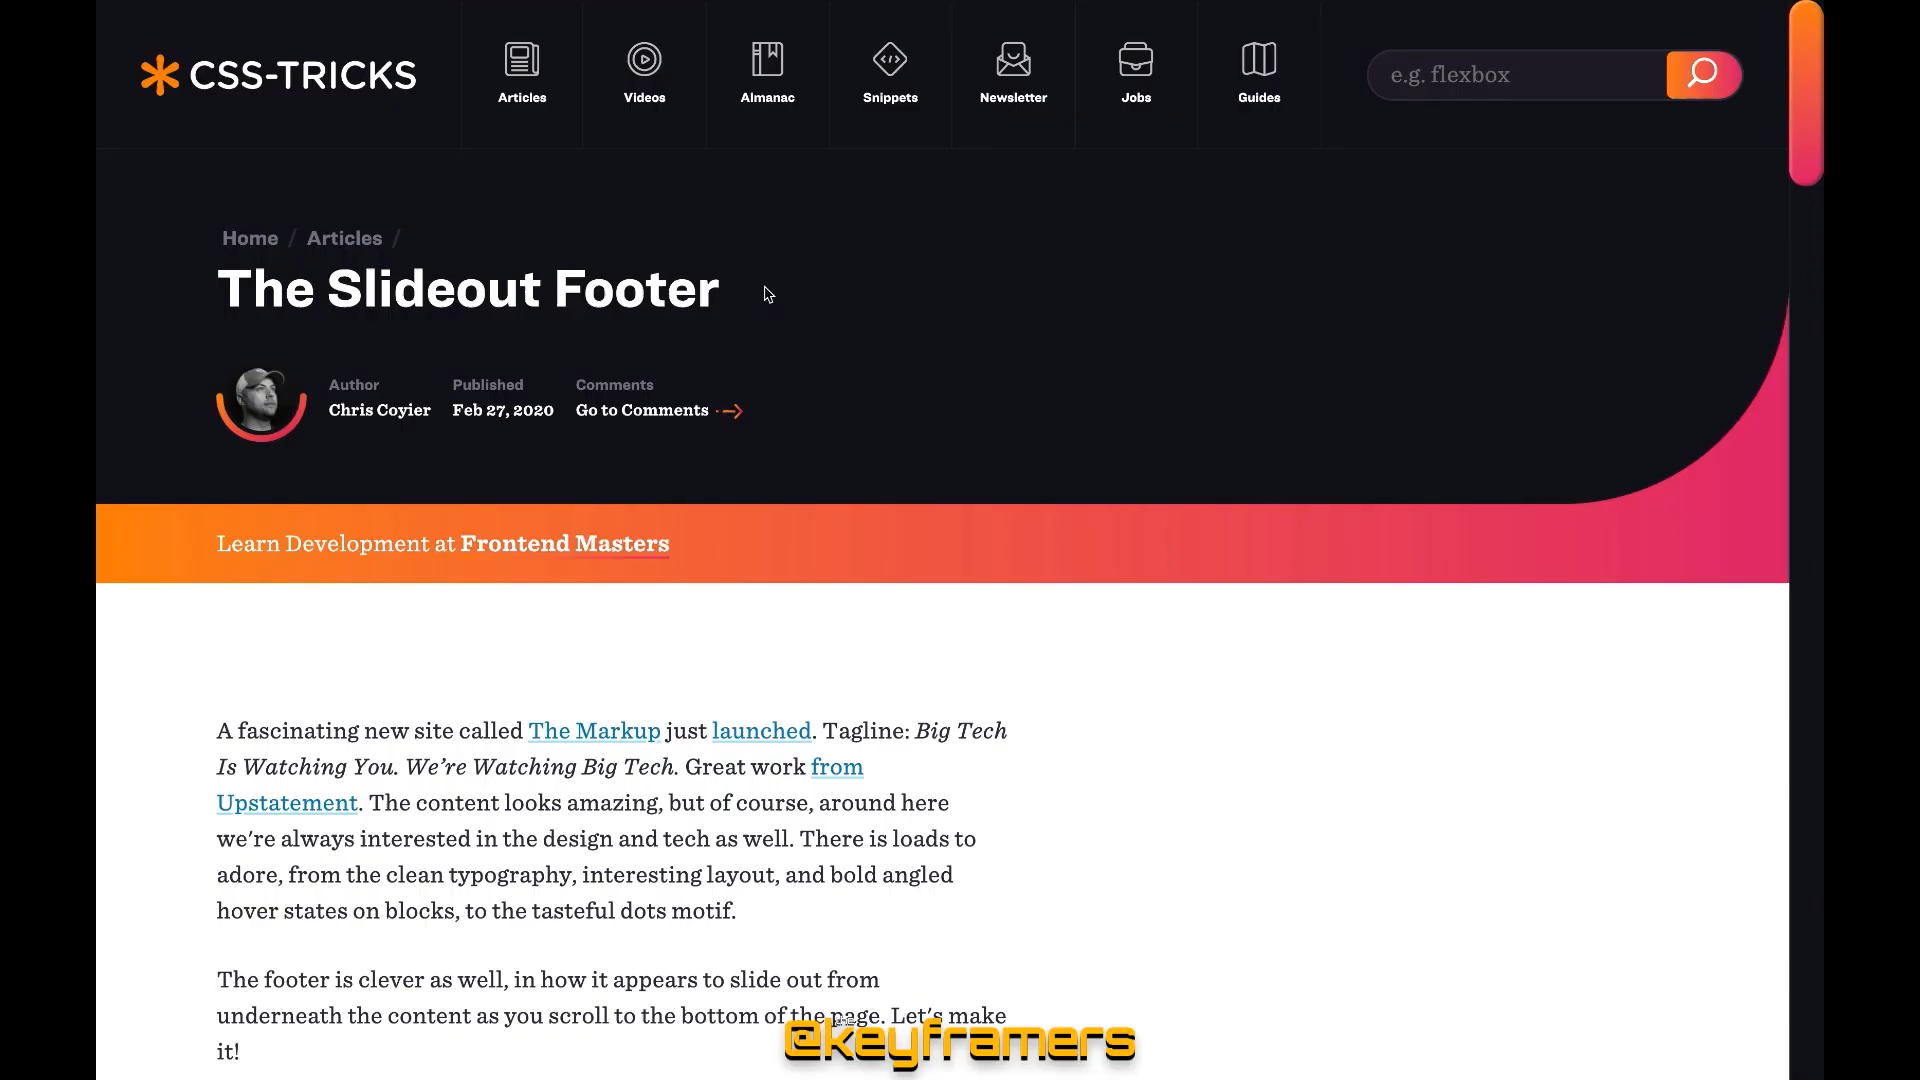 CSS-TRICKS
Articles
Videos
Almanac
Snippets
Newsletter
Jobs
Guides
e.g. flexbox
Home / Articles /
The Slideout Footer
Author
Published
Comments
Chris Coyier
Feb 27, 2020
Go to Comments
Learn Development at Frontend Masters
A fascinating new site called The Markup just launched. Tagline: Big Tech
Is Watching You. We’re Watching Big Tech. Great work from
Upstatement. The content looks amazing, but of course, around here
we’re always interested in the design and tech as well. There is loads to
adore, from the clean typography, interesting layout, and bold angled
hover states on blocks, to the tasteful dots motif.
The footer is clever as well, in how it appears to slide out from
underneath the content as you scroll to the bottom of the page. Let’s make
it!
@keyframers